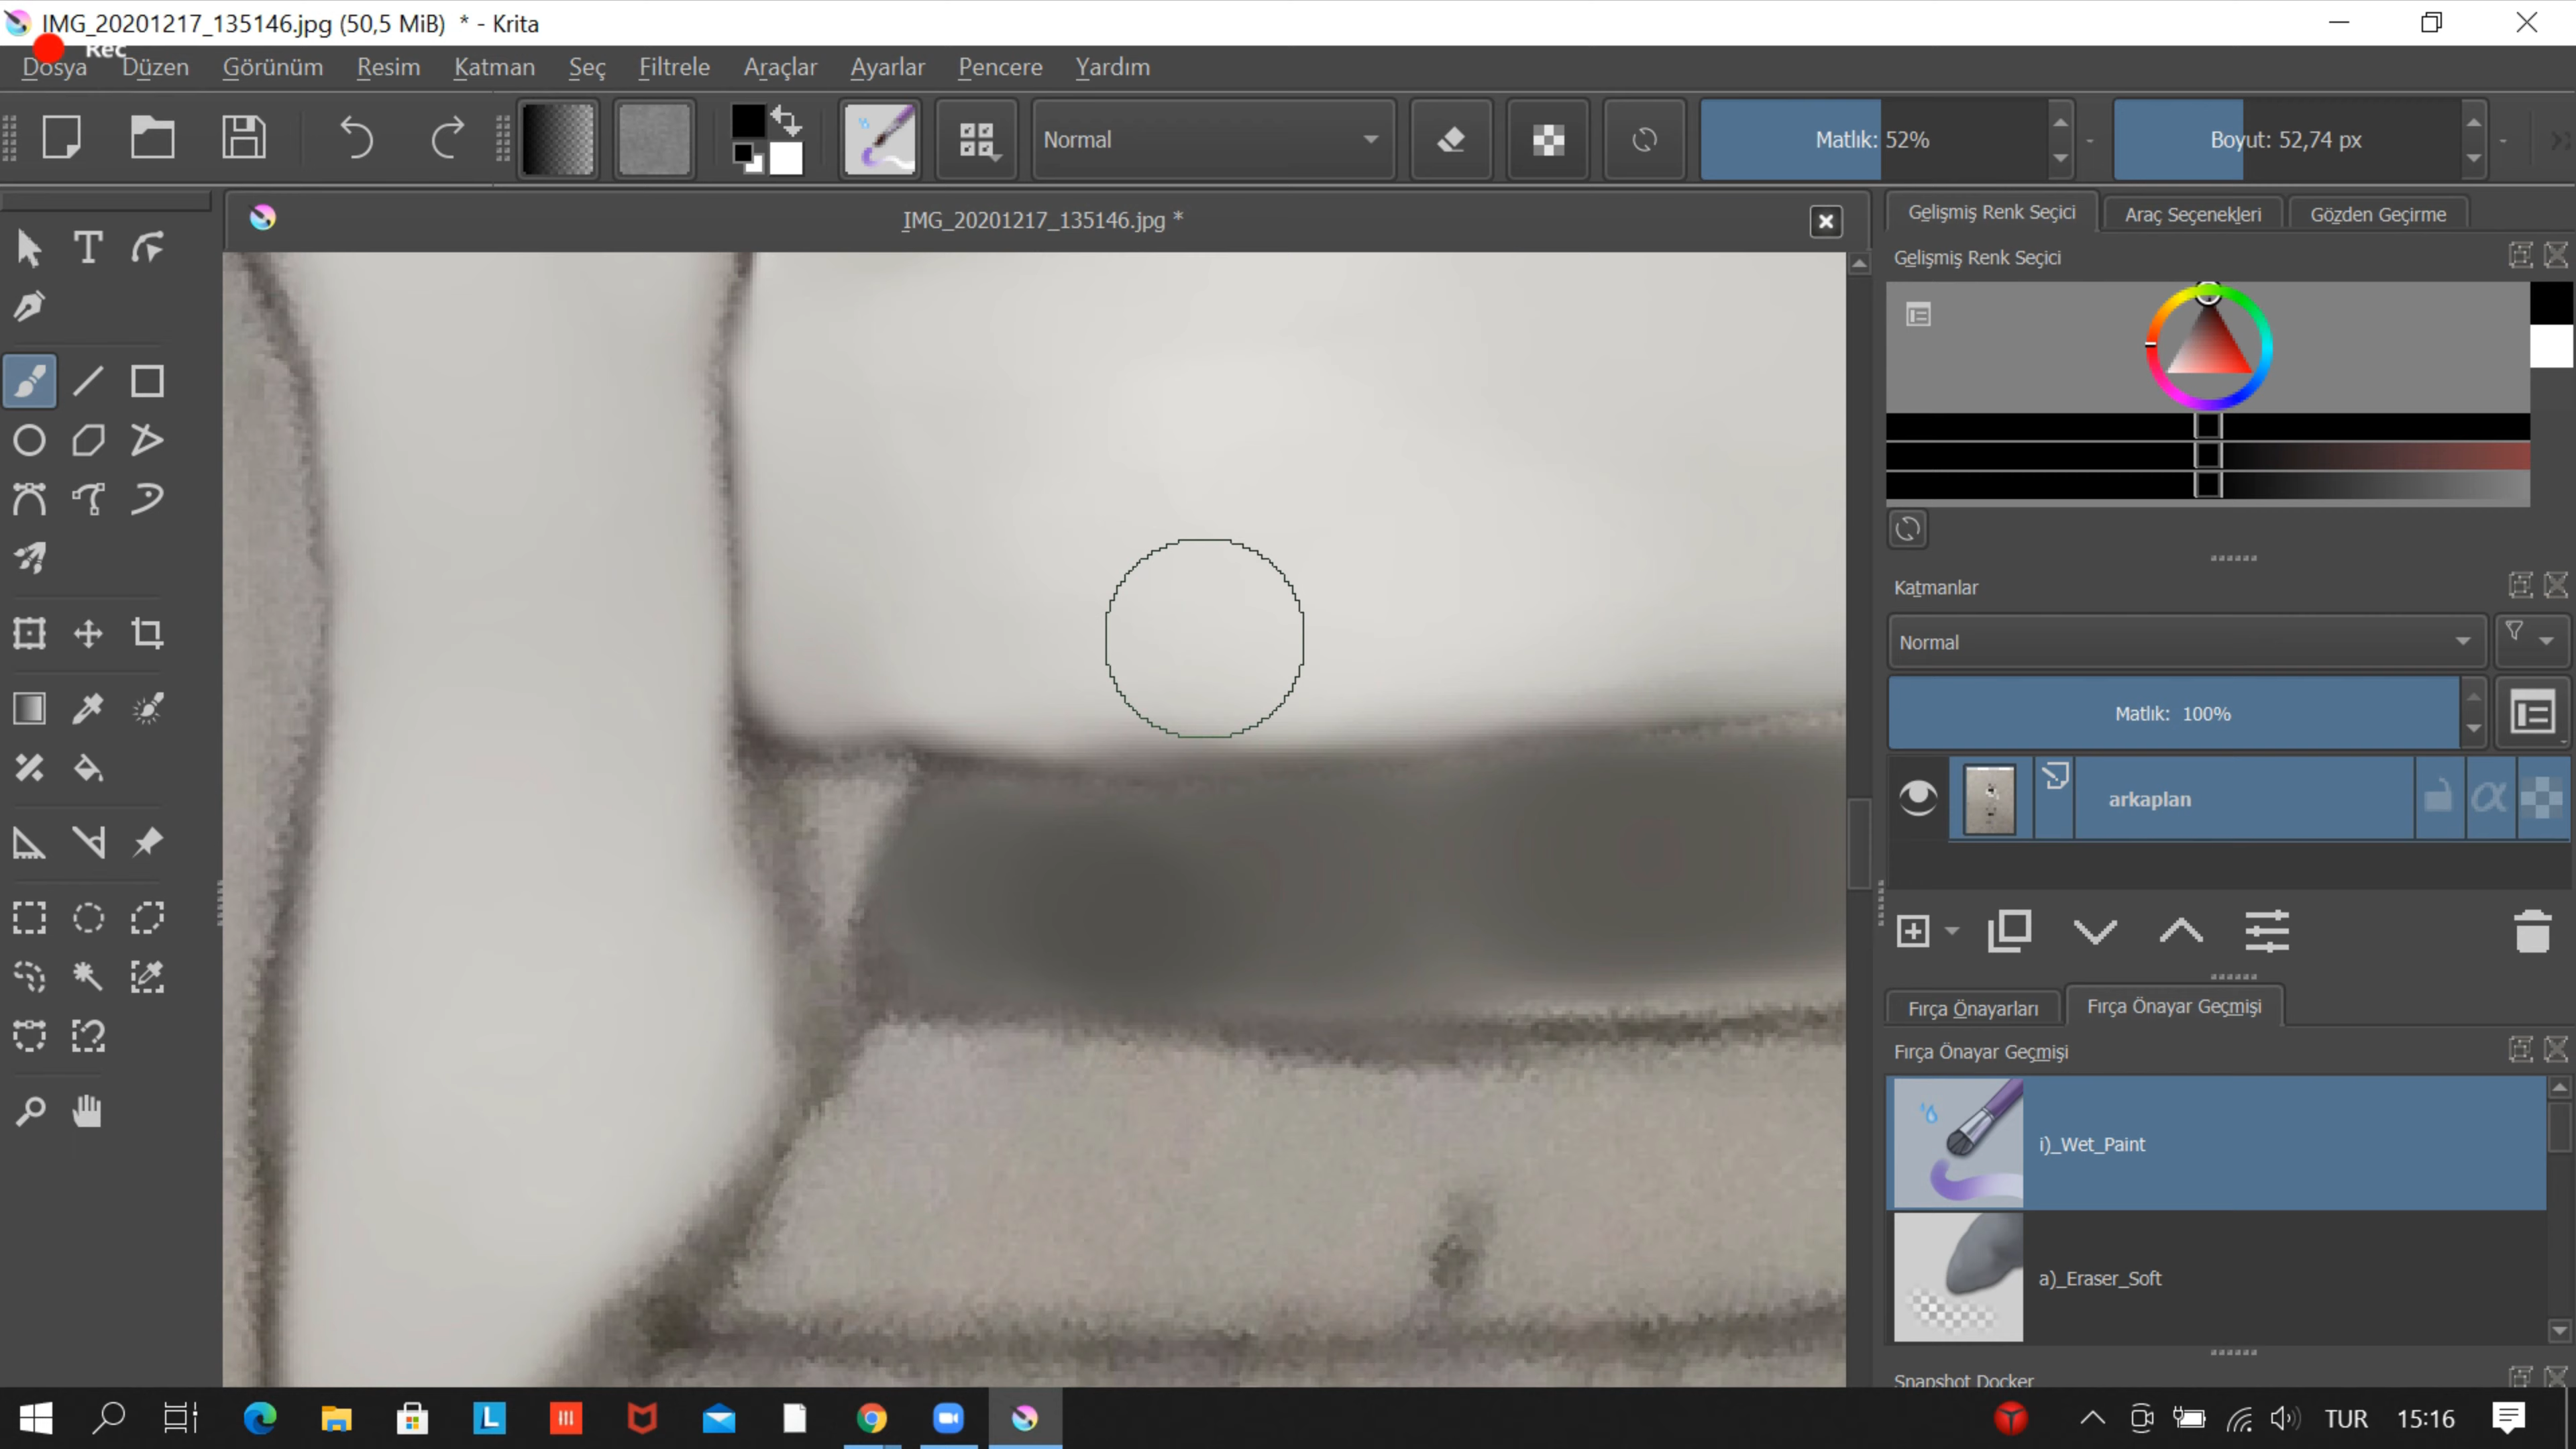 IMG_20201217_135146.jpg (50,5 MiB) * - Krita
Rec
Dosya Düzen Görünüm Resim Katman Seç Filtrele Araçlar Ayarlar Pencere Yardım
Normal Matlık: 52% Boyut: 52,74 px
IMG_20201217_135146.jpg *
Gelişmiş Renk Seçici Araç Seçenekleri Gözden Geçirme
Gelişmiş Renk Seçici
Katmanlar
Normal
Matlık: 100%
arkaplan
Fırça Önayarları Fırça Önayar Geçmişi
Fırça Önayar Geçmişi
i)_Wet_Paint
a)_Eraser_Soft
Snapshot Docker
TUR 15:16